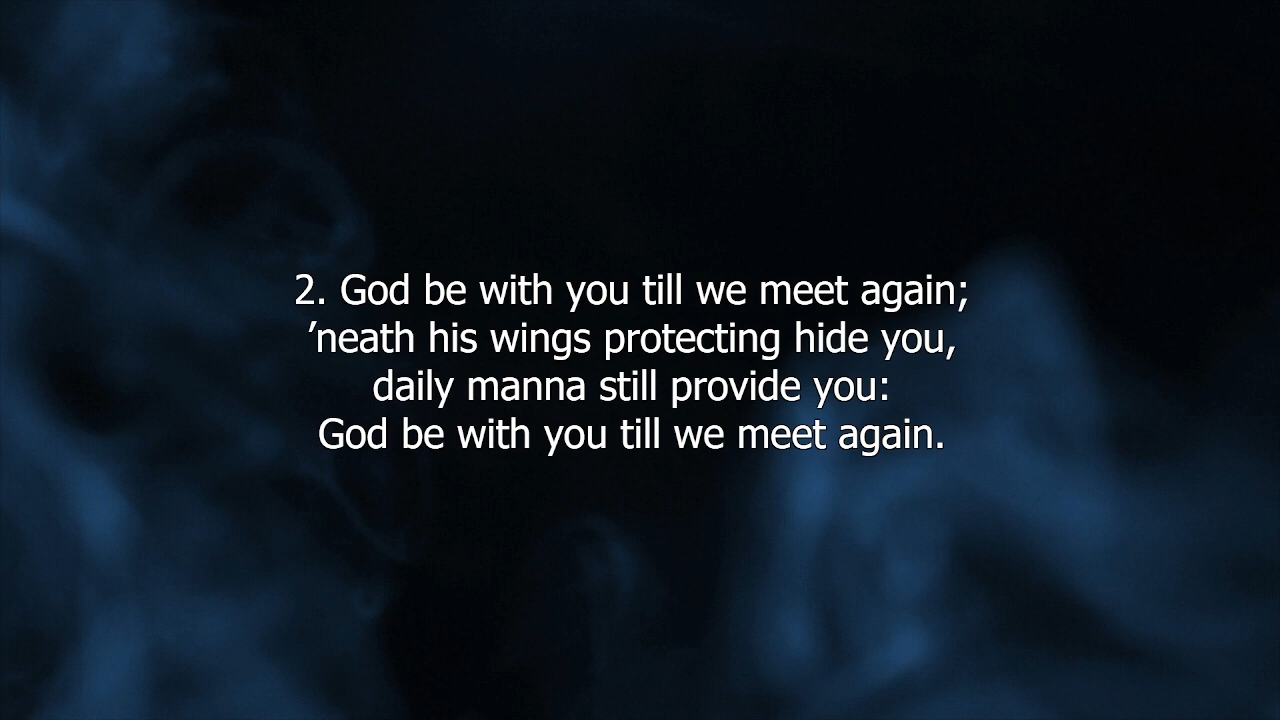 2. God be with you till we meet again;
’neath his wings protecting hide you,
daily manna still provide you:
God be with you till we meet again.